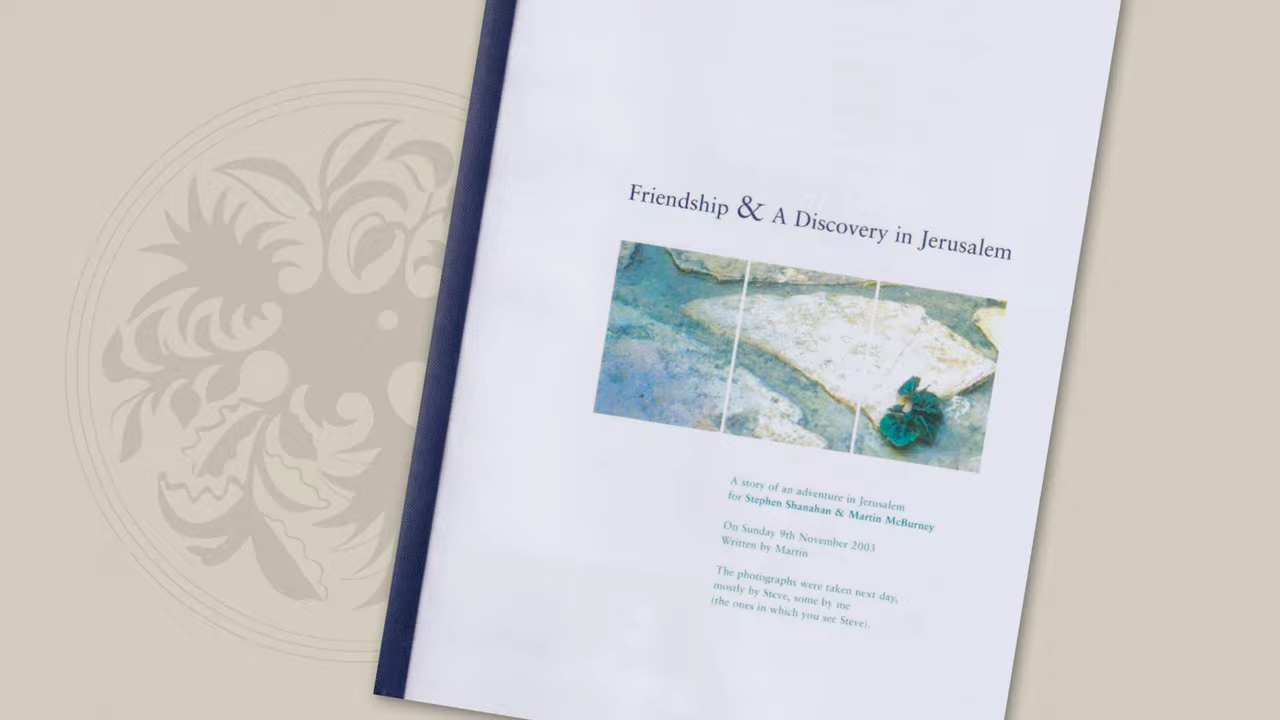 Friendship & A Discovery in Jerusalem
A story of an adventure in Jerusalem
for Stephen Shanahan & Martin McBurney
On Sunday 9th November 2003
Written by Martin
The photographs were taken next day,
mostly by Steve, some by me
(the ones in which you see Steve).